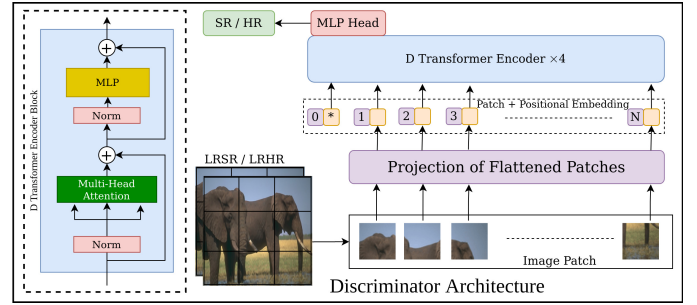 D Transformer Encoder Block
MLP
Norm
Multi-Head
Attention
Norm
SR / HR
MLP Head
D Transformer Encoder ×4
Patch + Positional Embedding
0 *
1
2
3
N
Projection of Flattened Patches
LRSR / LRHR
Image Patch
Discriminator Architecture